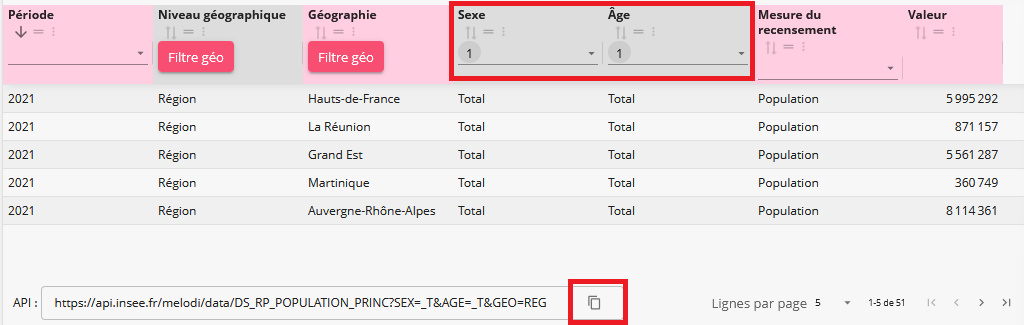 Période Niveau géographique Géographie Sexe Âge Mesure du recensement Valeur
1 1
Filtre géo Filtre géo
2021 Région Hauts-de-France Total Total Population 5 995 292
2021 Région La Réunion Total Total Population 871 157
2021 Région Grand Est Total Total Population 5 561 287
2021 Région Martinique Total Total Population 360 749
2021 Région Auvergne-Rhône-Alpes Total Total Population 8 114 361
API : https://api.insee.fr/melodi/data/DS_RP_POPULATION_PRINC?SEX=_T&AGE=_T&GEO=REG Lignes par page 5 1-5 de 51